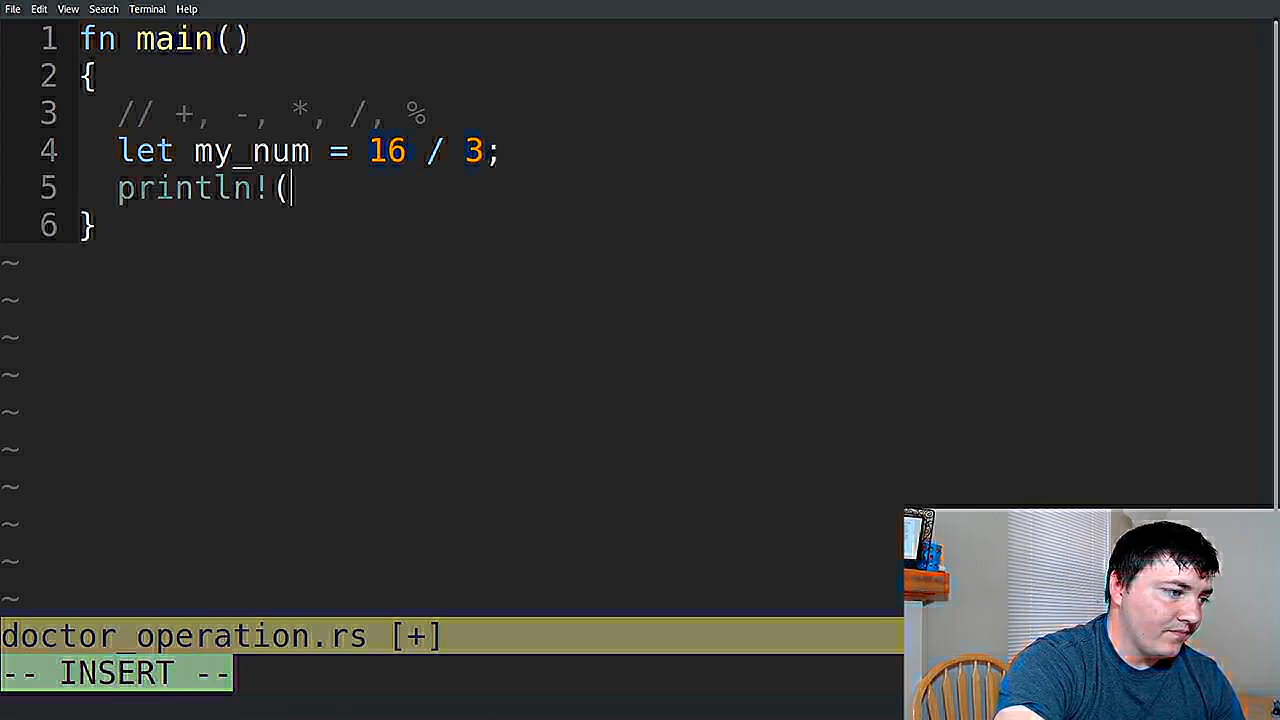 File Edit View Search Terminal Help
1 fn main()
2 {
3 // +, -, *, /, %
4 let my_num = 16 / 3;
5 println!(
6 }
~
~
~
~
~
~
~
~
~
~
doctor_operation.rs [+]
-- INSERT --